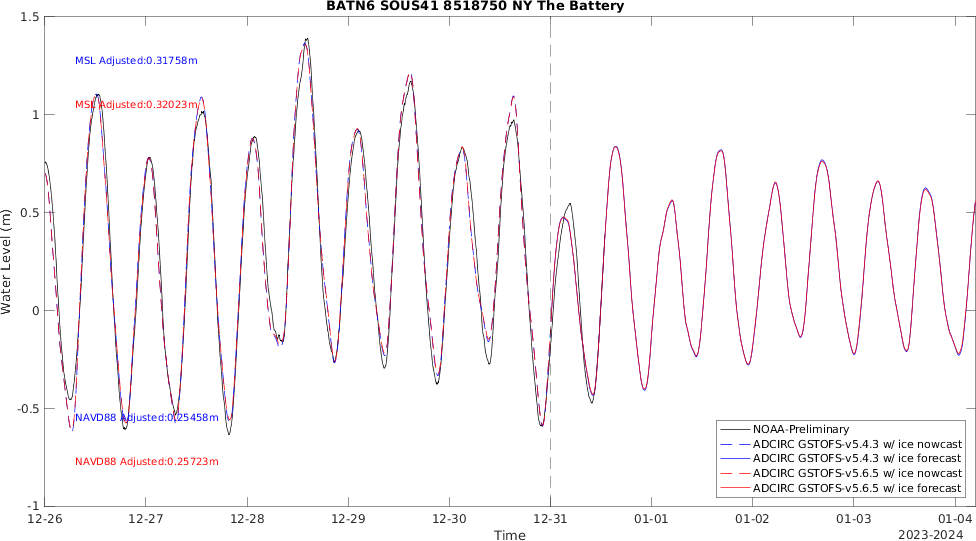 BATN6 SOUS41 8518750 NY The Battery
1.5
1
0.5
0
-0.5
-1
Water Level (m)
MSL Adjusted:0.31758m
MSL Adjusted:0.32023m
NAVD88 Adjusted:0.25458m
NAVD88 Adjusted:0.25723m
NOAA-Preliminary
ADCIRC GSTOFS-v5.4.3 w/ ice nowcast
ADCIRC GSTOFS-v5.4.3 w/ ice forecast
ADCIRC GSTOFS-v5.6.5 w/ ice nowcast
ADCIRC GSTOFS-v5.6.5 w/ ice forecast
12-26 12-27 12-28 12-29 12-30 12-31 01-01 01-02 01-03 01-04
Time
2023-2024